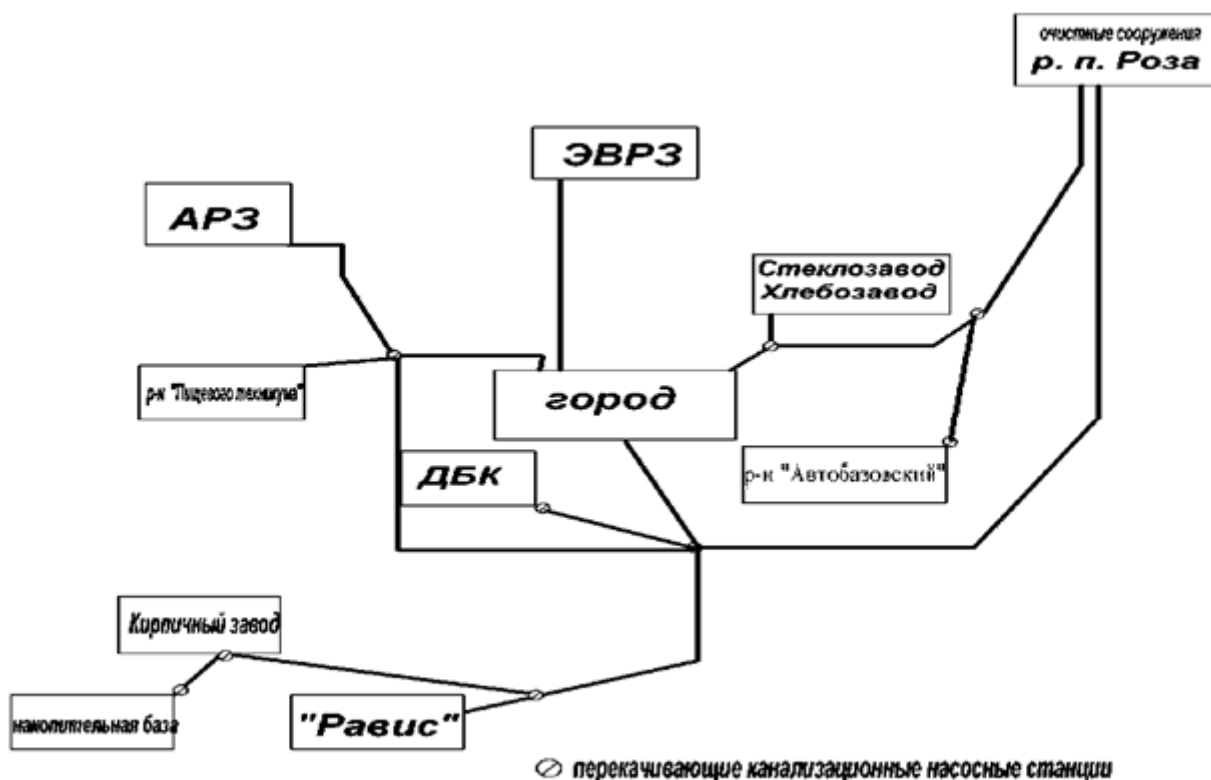 очистные сооружения
р. п. Роза
ЭВРЗ
АРЗ
Стеклозавод
Хлебозавод
р-к "Пищевого техникума"
город
ДБК
р-н "Автобазовский"
Кирпичный завод
накопительная база
"Равис"
перекачивающие канализационные насосные станции